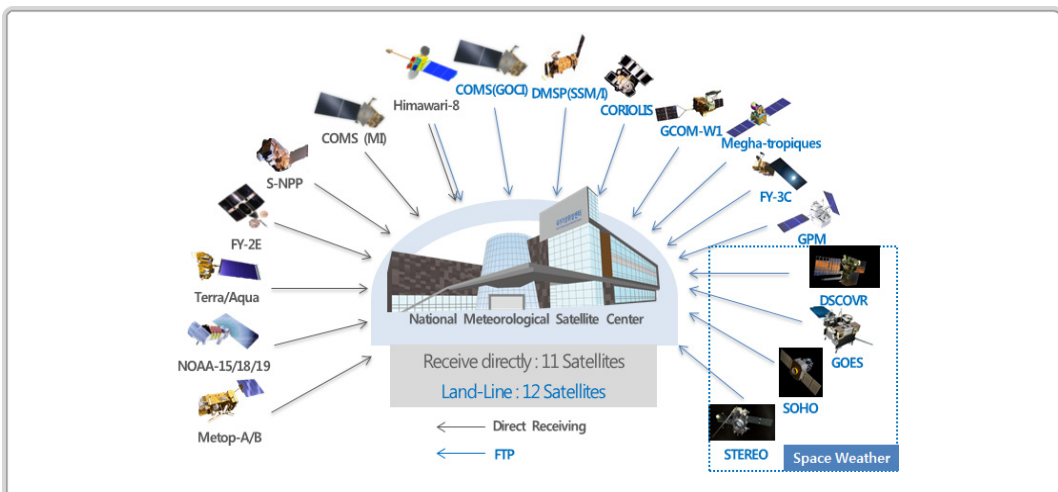 Himawari-8
COMS(GOCI)
DMSP(SSM/I)
CORIOLIS
COMS (MI)
GCOM-W1
Megha-tropiques
S-NPP
FY-3C
FY-2E
GPM
Terra/Aqua
DSCOVR
National Meteorological Satellite Center
NOAA-15/18/19
Receive directly : 11 Satellites
GOES
Land-Line : 12 Satellites
SOHO
Metop-A/B
Direct Receiving
FTP
STEREO
Space Weather